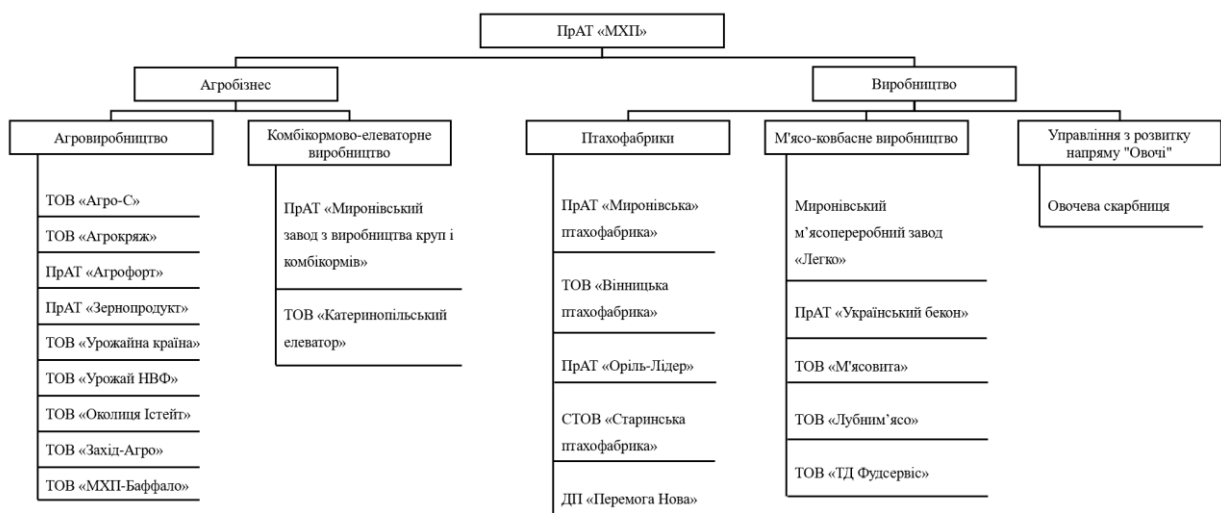 ПрАТ «МХП»
Агробізнес
Виробництво
Агровиробництво
Комбікормово-елеваторне
виробництво
Птахофабрики
М'ясо-ковбасне виробництво
Управління з розвитку
напряму "Овочі"
ТОВ «Агро-С»
ТОВ «Агрокряж»
ПрАТ «Агрофорт»
ПрАТ «Зернопродукт»
ТОВ «Урожайна країна»
ТОВ «Урожай НВФ»
ТОВ «Околиця Істейт»
ТОВ «Захід-Агро»
ТОВ «МХП-Баффало»
ПрАТ «Миронівський
завод з виробництва круп і
комбікормів»
ТОВ «Катеринопільський
елеватор»
ПрАТ «Миронівська»
птахофабрика»
ТОВ «Вінницька
птахофабрика»
ПрАТ «Оріль-Лідер»
СТОВ «Старинська
птахофабрика»
ДП «Перемога Нова»
Миронівський
м’ясопереробний завод
«Легко»
ПрАТ «Український бекон»
ТОВ «М'ясовита»
ТОВ «Лубним’ясо»
ТОВ «ТД Фудсервіс»
Овочева скарбниця